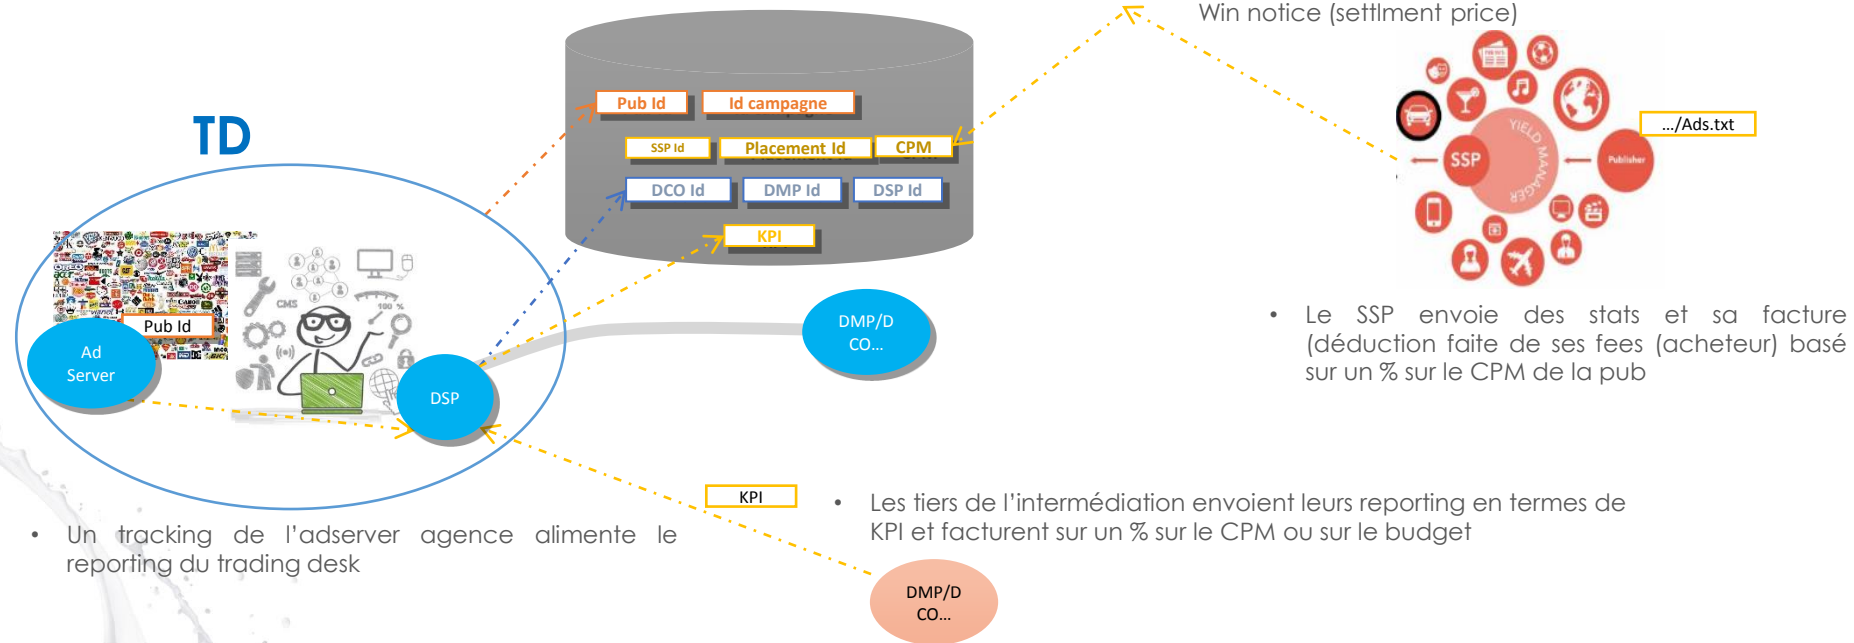 Win notice (settlment price)
Pub Id
Id campagne
TD
SSP Id
Placement Id
CPM
DCO Id
DMP Id
DSP Id
KPI
.../Ads.txt
YIELD MANAGER
SSP
Publisher
CMS
100 %
Pub Id
Ad
Server
DSP
DMP/D
CO...
• Le SSP envoie des stats et sa facture
(déduction faite de ses fees (acheteur) basé
sur un % sur le CPM de la pub
KPI
• Les tiers de l'intermédiation envoient leurs reporting en termes de
KPI et facturent sur un % sur le CPM ou sur le budget
• Un tracking de l'adserver agence alimente le
reporting du trading desk
DMP/D
CO...